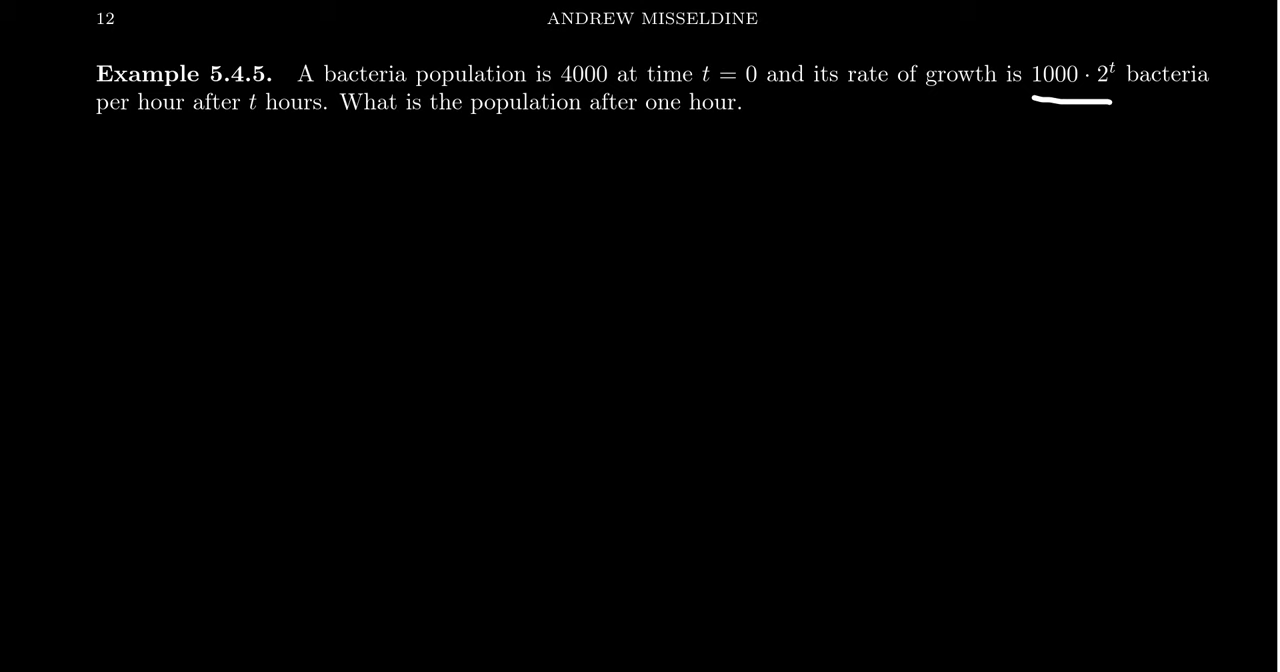 12 ANDREW MISSELDINE
Example 5.4.5. A bacteria population is 4000 at time t = 0 and its rate of growth is 1000 · 2^t bacteria
per hour after t hours. What is the population after one hour.